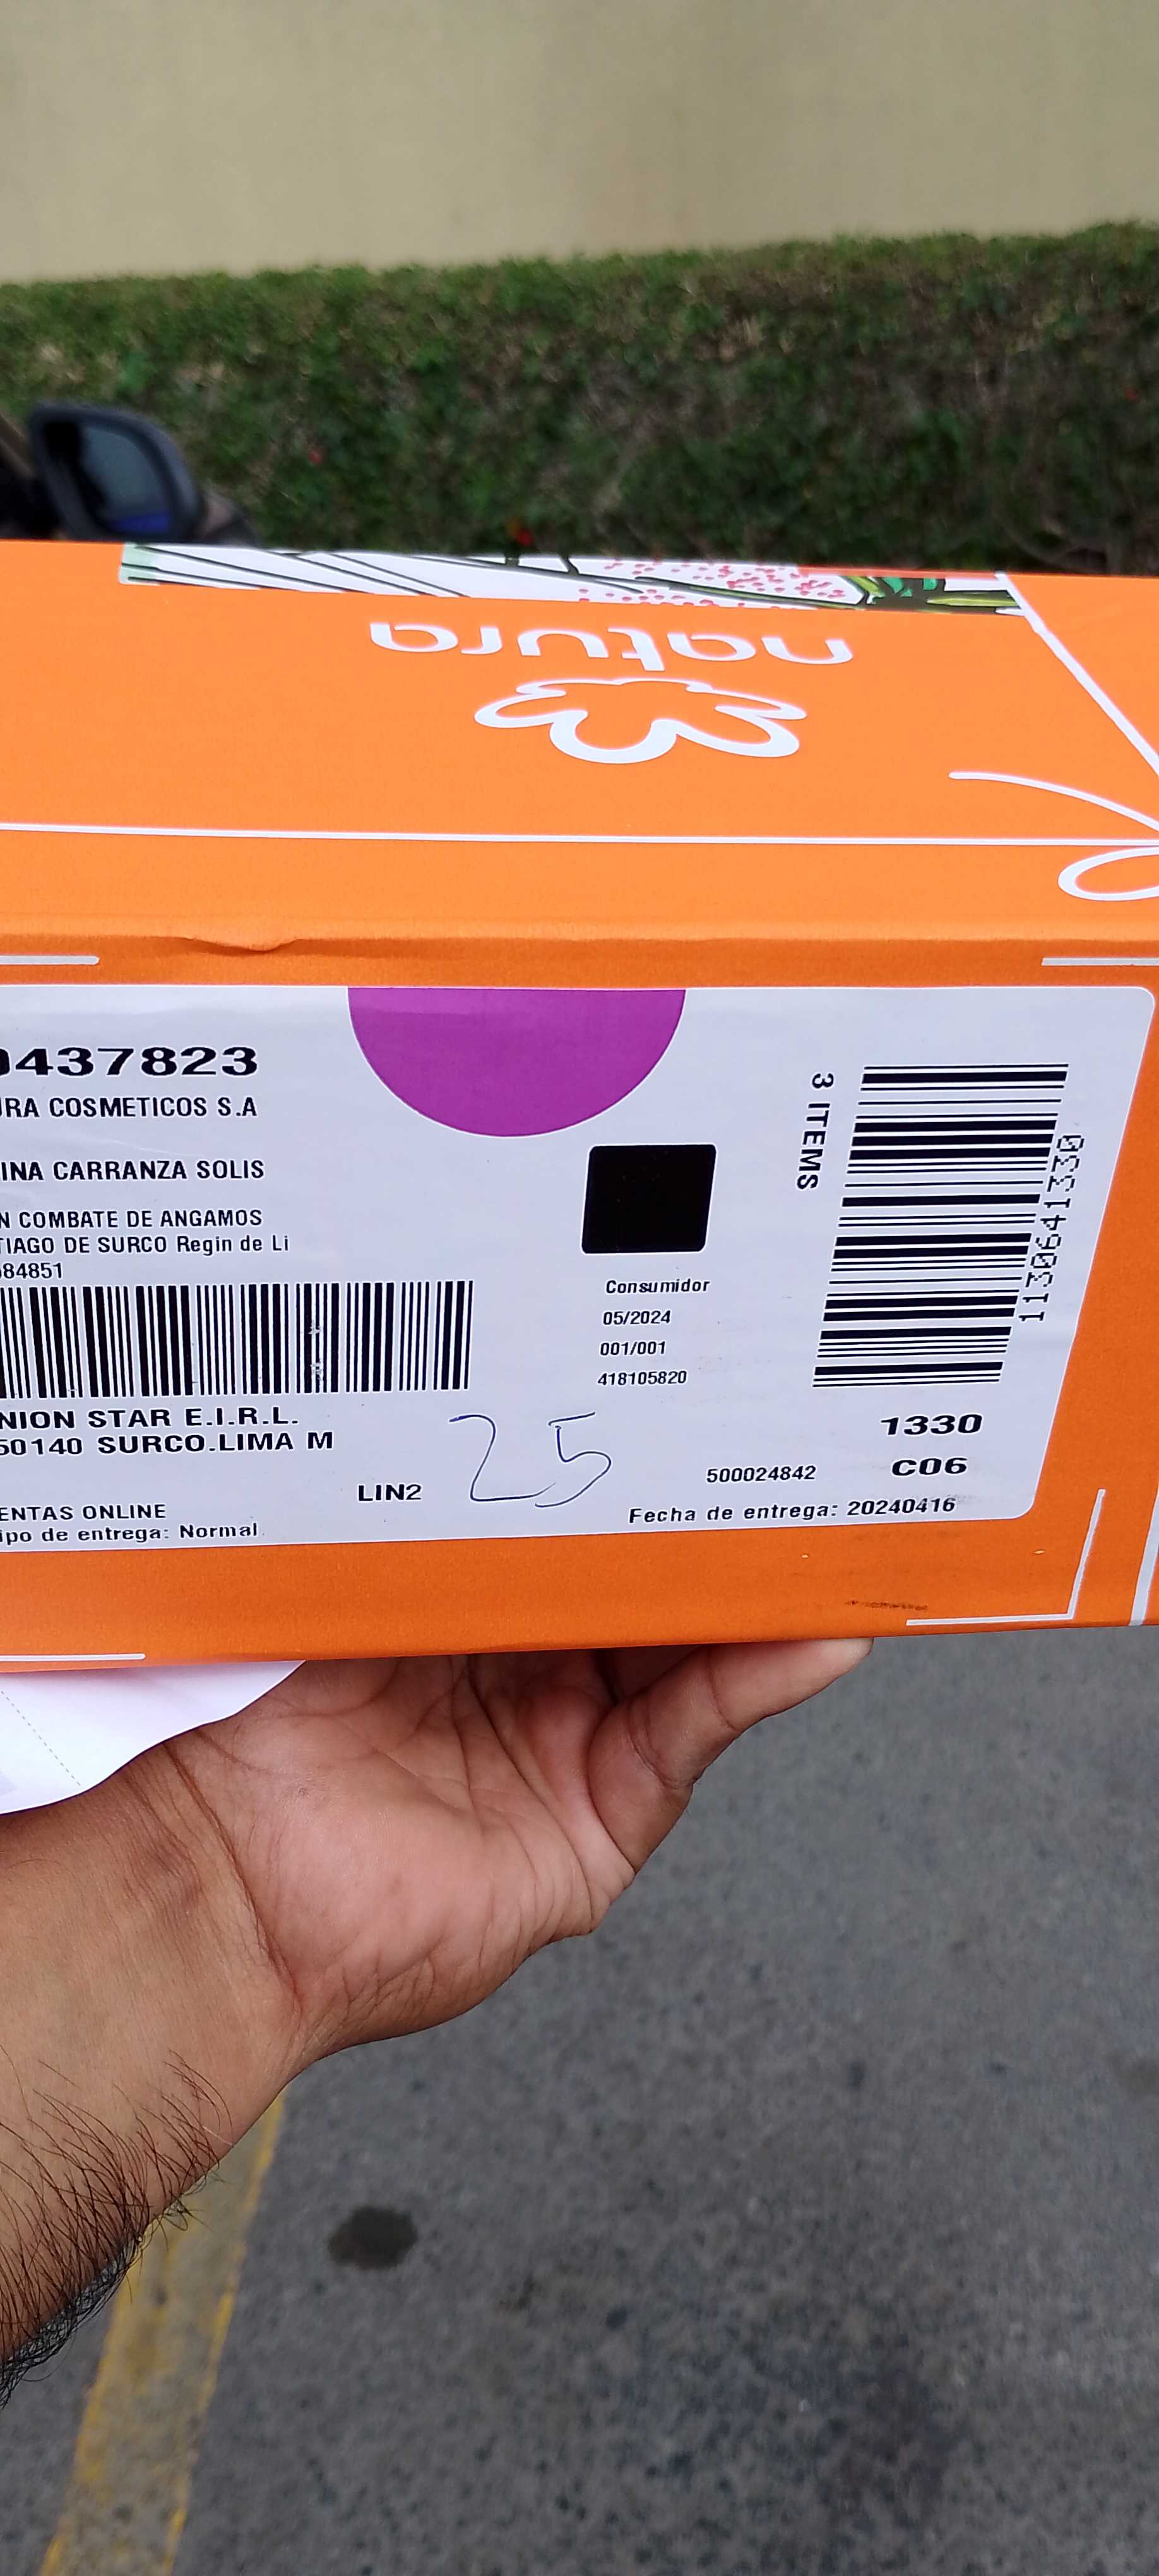 natura
0437823
URA COSMETICOS S.A
INA CARRANZA SOLIS
N COMBATE DE ANGAMOS
TIAGO DE SURCO Regin de Li
084851
NION STAR E.I.R.L.
50140 SURCO.LIMA M
LIN2
25
ENTAS ONLINE
ipo de entrega: Normal
Consumidor
05/2024
001/001
418105820
3 ITEMS
1130641330
1330
C06
500024842
Fecha de entrega: 20240416